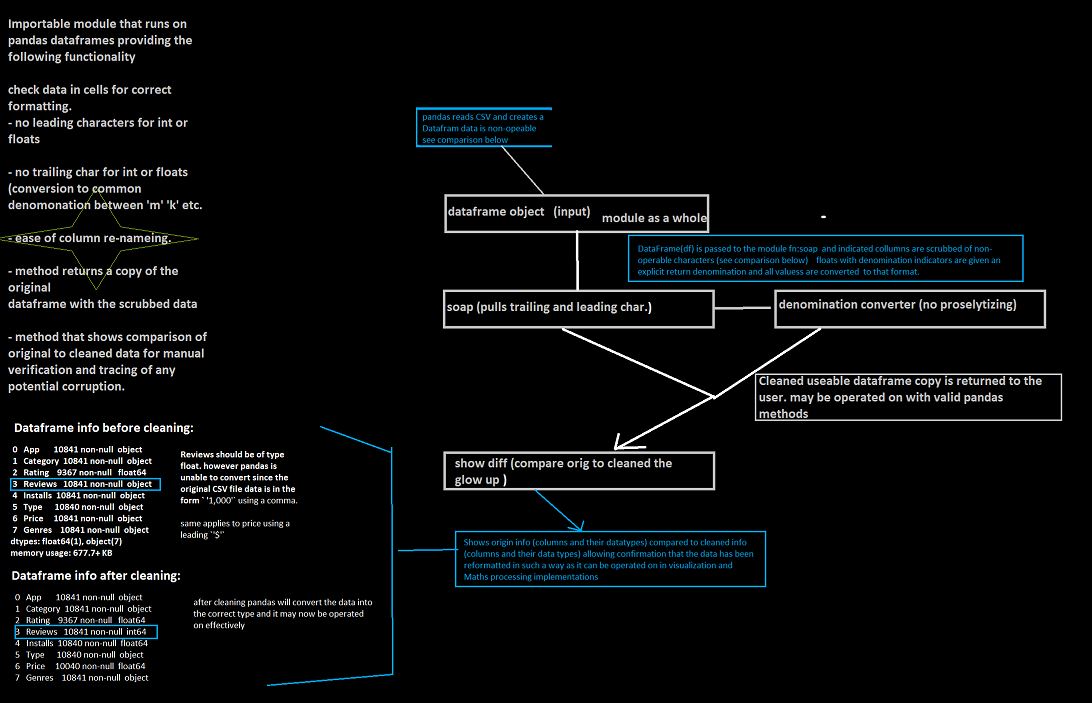 Importable module that runs on
pandas dataframes providing the
following functionality
check data in cells for correct
formatting.
- no leading characters for int or
floats
- no trailing char for int or floats
(conversion to common
denomonation between 'm' 'k' etc.
- ease of column re-nameing.
- method returns a copy of the
original
dataframe with the scrubbed data
- method that shows comparison of
original to cleaned data for manual
verification and tracing of any
potential corruption.
pandas reads CSV and creates a
Datafram data is non-opeable
see comparison below
dataframe object (input) module as a whole
DataFrame(df) is passed to the module fn:soap and indicated collumns are scrubbed of non-
operable characters (see comparison below) floats with denomination indicators are given an
explicit return denomination and all valuess are converted to that format.
soap (pulls trailing and leading char.)
denomination converter (no proselytizing)
Cleaned useable dataframe copy is returned to the
user. may be operated on with valid pandas
methods
show diff (compare orig to cleaned the
glow up )
Shows origin info (columns and their datatypes) compared to cleaned info
(columns and their data types) allowing confirmation that the data has been
reformatted in such a way as it can be operated on in visualization and
Maths processing implementations
Dataframe info before cleaning:
0 App 10841 non-null object
1 Category 10841 non-null object
2 Rating 9367 non-null float64
3 Reviews 10841 non-null object
4 Installs 10841 non-null object
5 Type 10840 non-null object
6 Price 10841 non-null object
7 Genres 10841 non-null object
dtypes: float64(1), object(7)
memory usage: 677.7+ KB
Reviews should be of type
float. however pandas is
unable to convert since the
original CSV file data is in the
form ` '1,000`` using a comma.
same applies to price using a
leading ``$``
Dataframe info after cleaning:
0 App 10841 non-null object
1 Category 10841 non-null object
2 Rating 9367 non-null float64
3 Reviews 10841 non-null int64
4 Installs 10840 non-null float64
5 Type 10840 non-null object
6 Price 10040 non-null float64
7 Genres 10841 non-null object
after cleaning pandas will convert the data into
the correct type and it may now be operated
on effectively